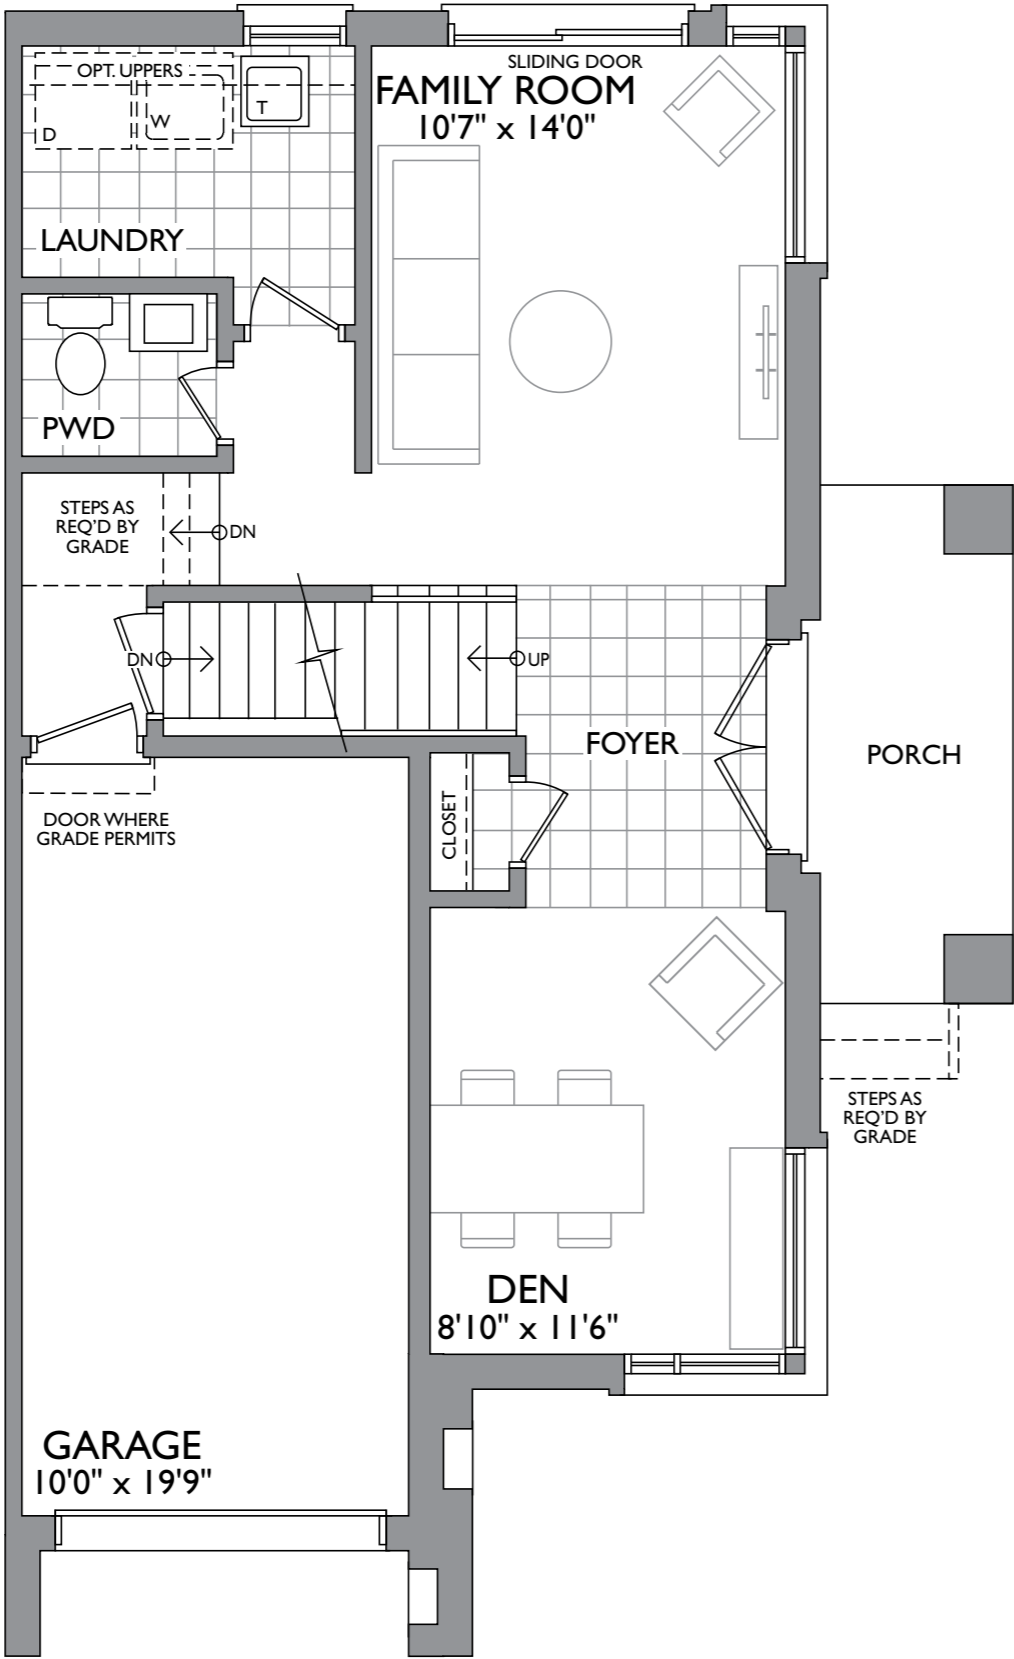 SLIDING DOOR
FAMILY ROOM
10'7" x 14'0"
OPT. UPPERS
D
W
T
LAUNDRY
PWD
STEPS AS
REQ'D BY
GRADE
DN
DN
UP
FOYER
PORCH
CLOSET
DOOR WHERE
GRADE PERMITS
STEPS AS
REQ'D BY
GRADE
DEN
8'10" x 11'6"
GARAGE
10'0" x 19'9"